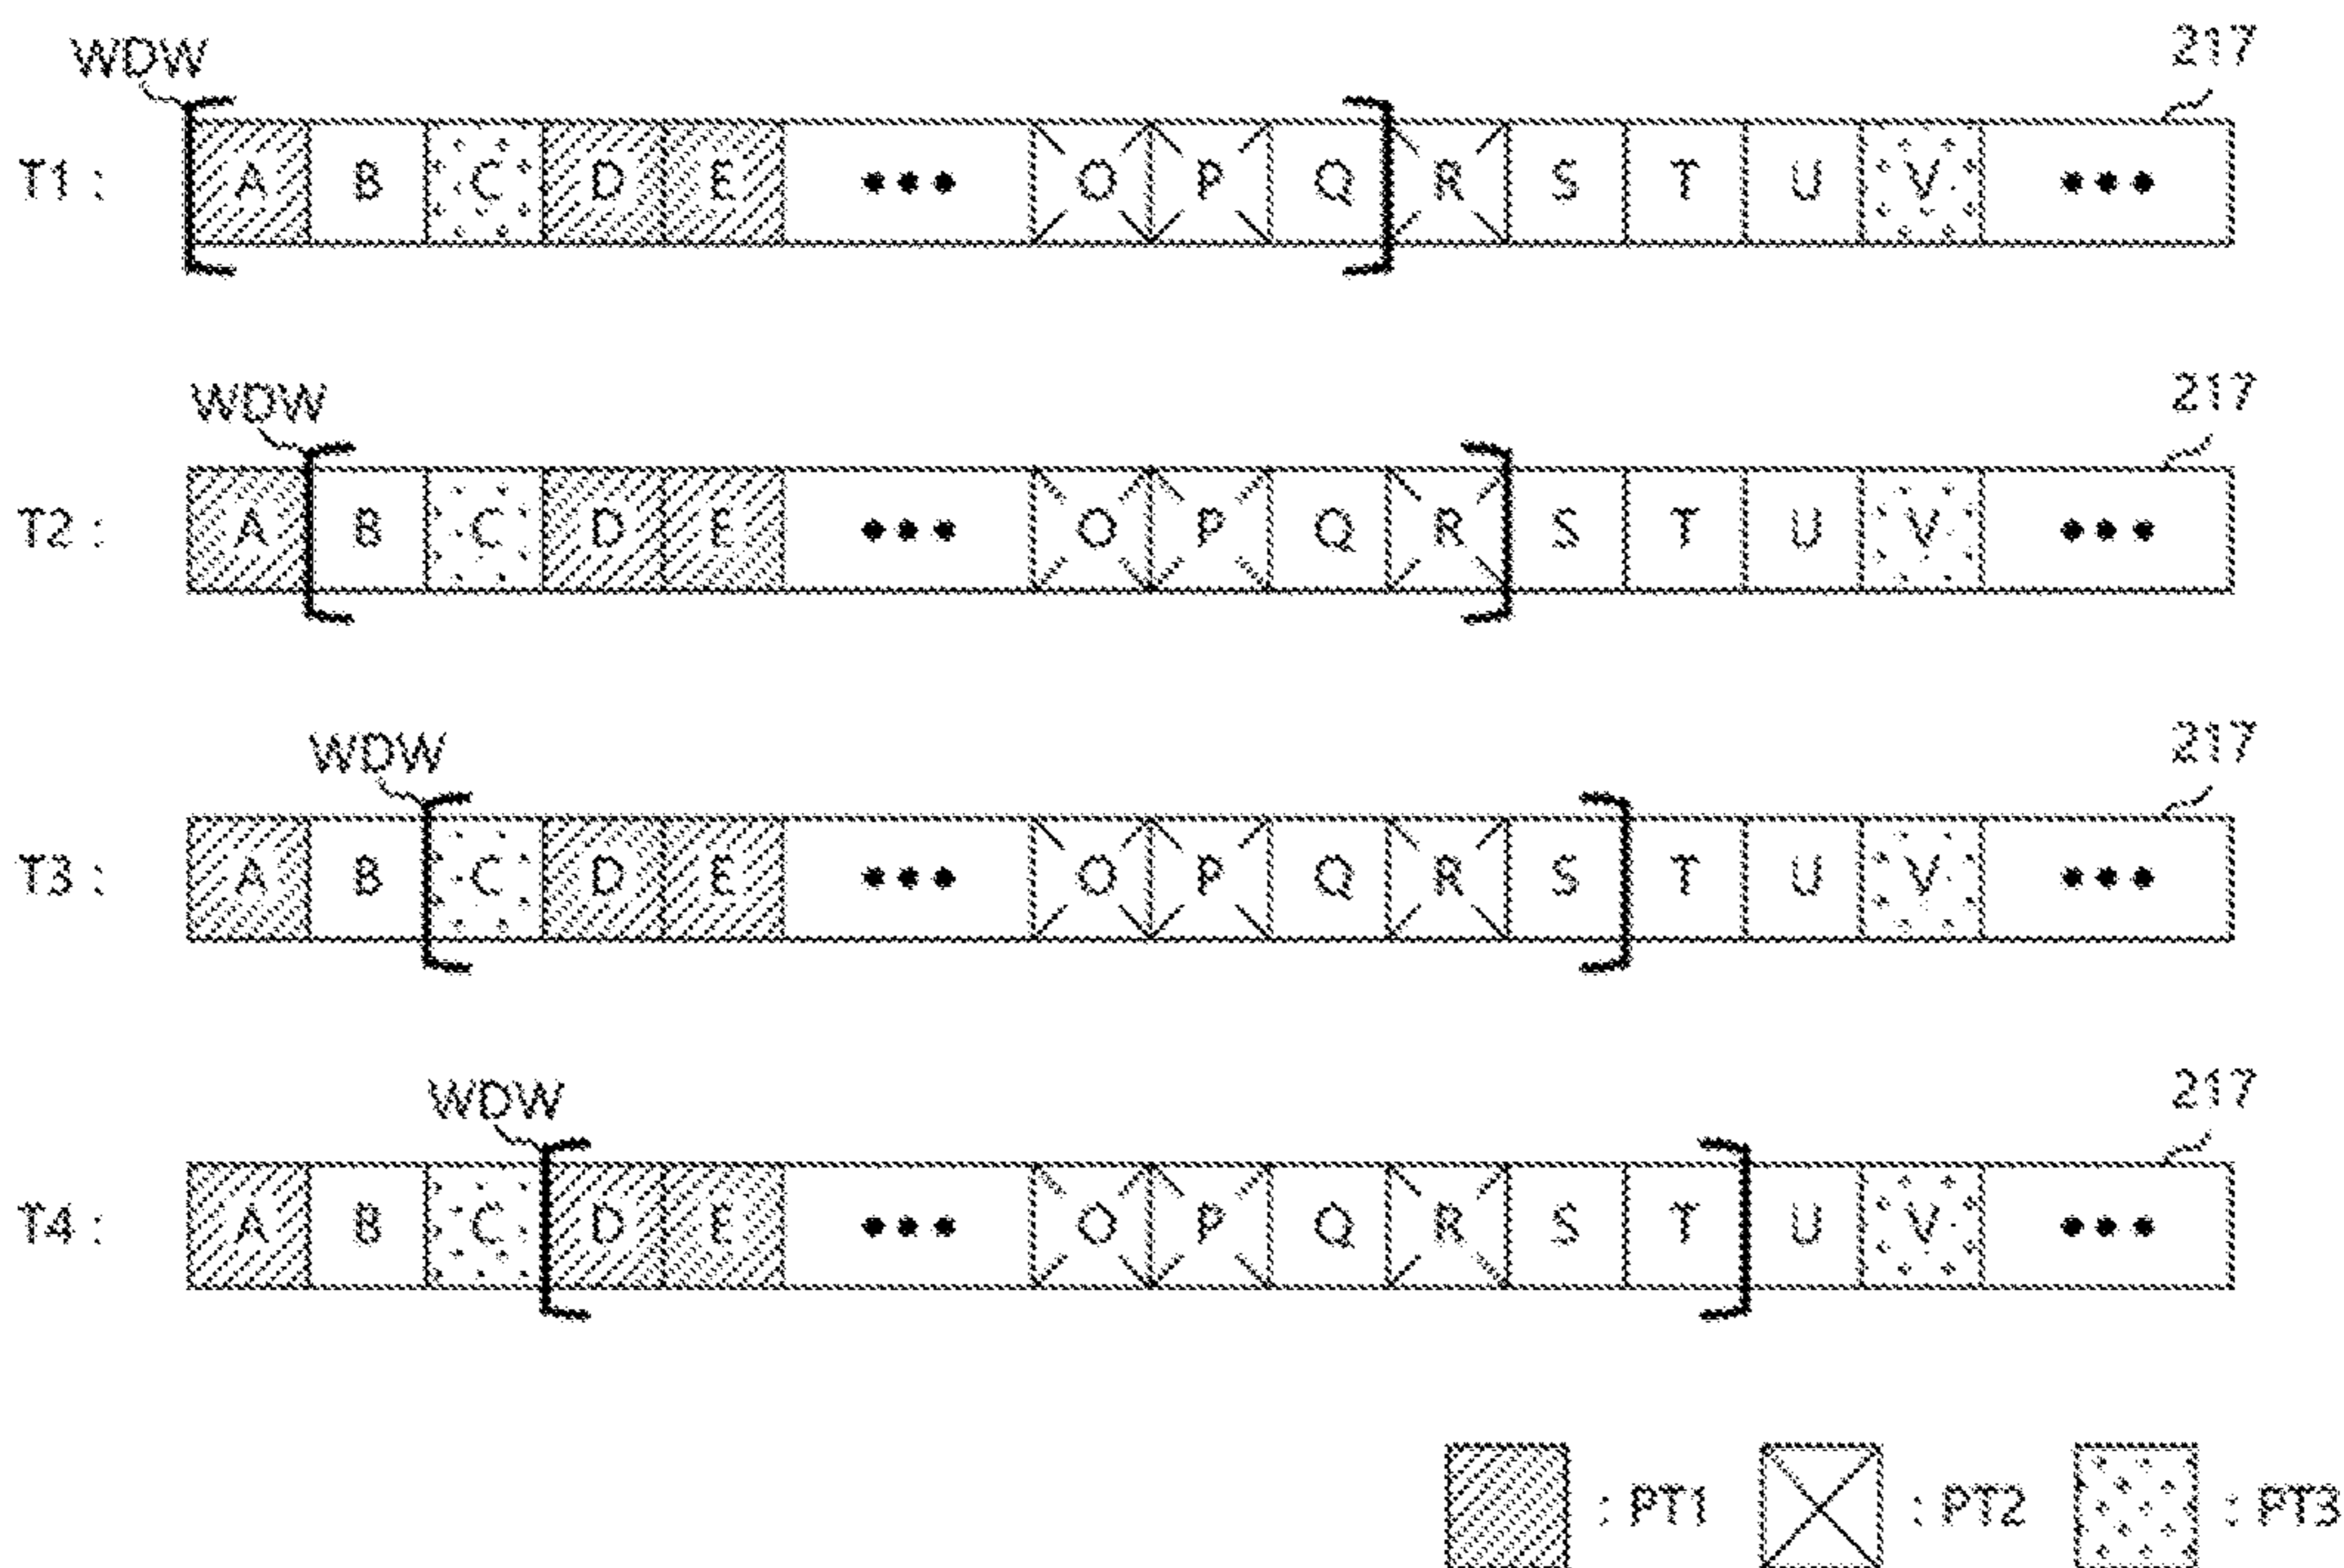 WDW 217
T1 : A B C D E ••• O P Q R S T U V •••
WDW 217
T2 : A B C D E ••• O P Q R S T U V •••
WDW 217
T3 : A B C D E ••• O P Q R S T U V •••
WDW 217
T4 : A B C D E ••• O P Q R S T U V •••
: PT1 : PT2 : PT3